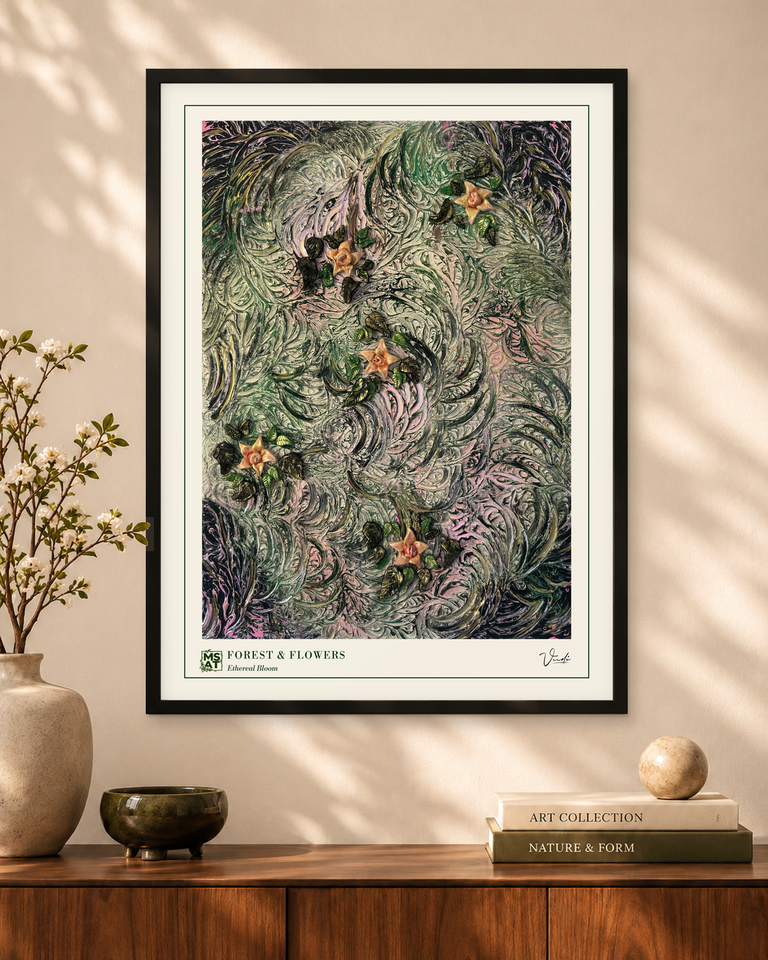 MS
AT
FOREST & FLOWERS
Ethereal Bloom
ART COLLECTION
NATURE & FORM